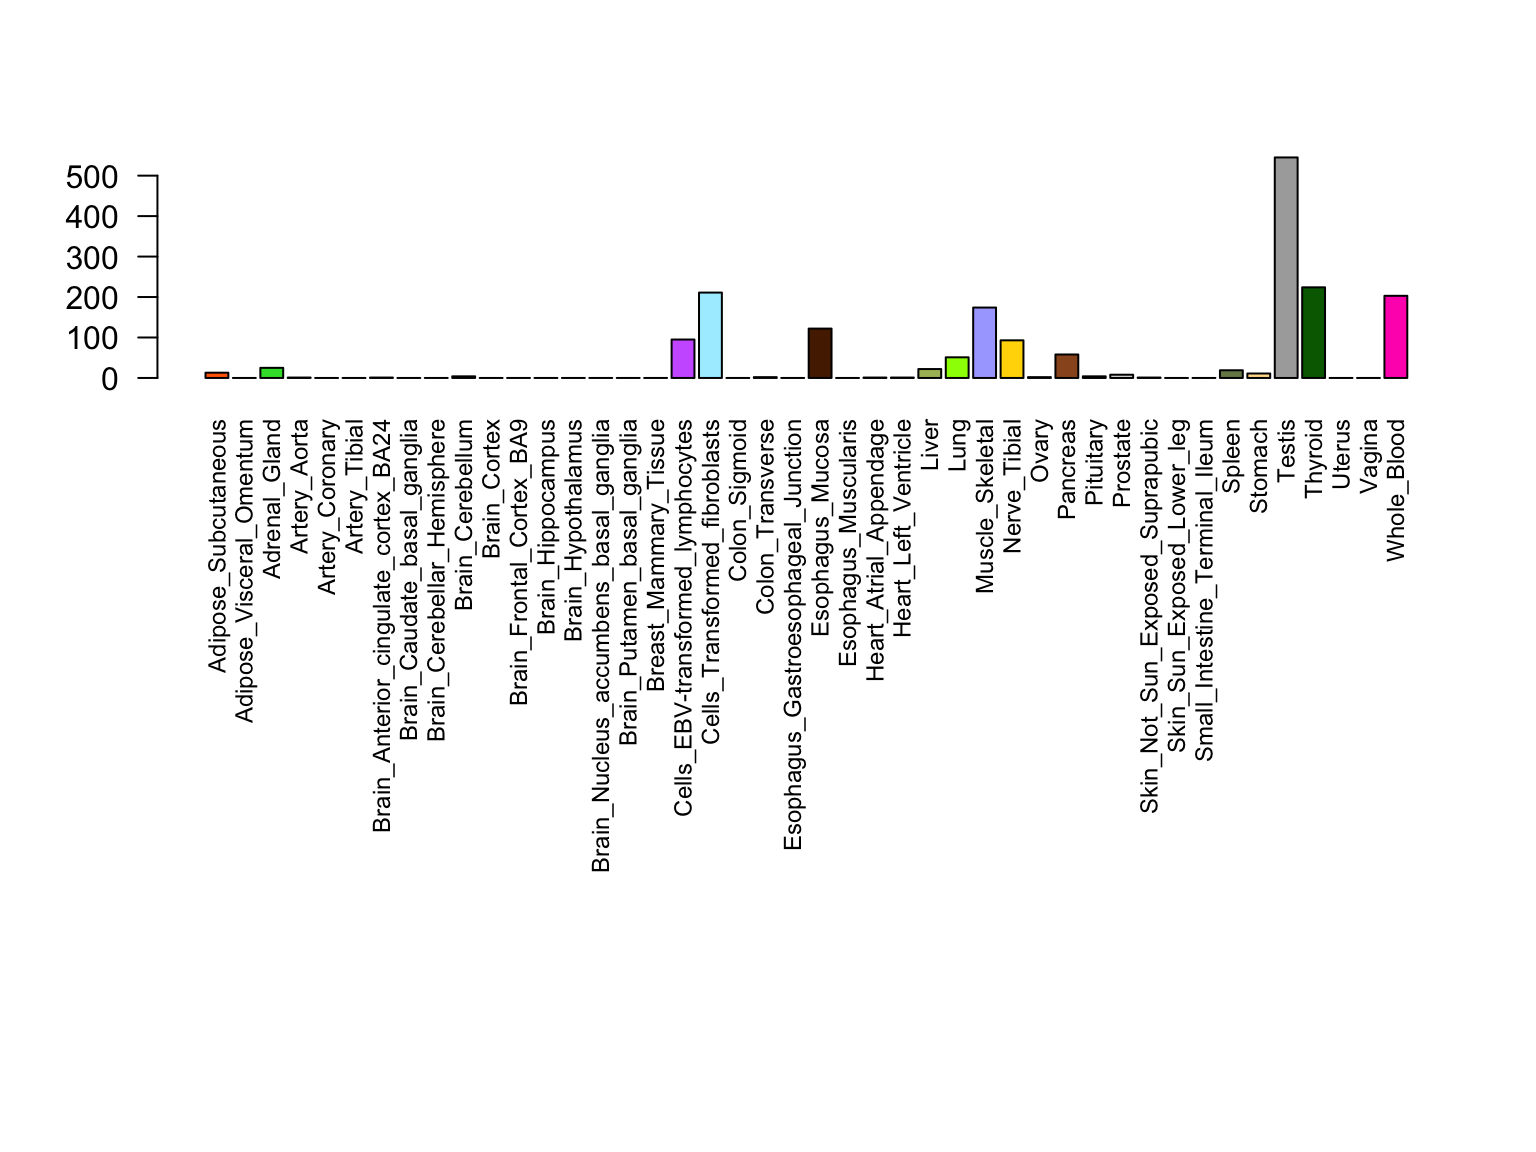 500
400
300
200
100
0
Adipose_Subcutaneous
Adipose_Visceral_Omentum
Adrenal_Gland
Artery_Aorta
Artery_Coronary
Artery_Tibial
Brain_Anterior_cingulate_cortex_BA24
Brain_Caudate_basal_ganglia
Brain_Cerebellar_Hemisphere
Brain_Cerebellum
Brain_Cortex
Brain_Frontal_Cortex_BA9
Brain_Hippocampus
Brain_Hypothalamus
Brain_Nucleus_accumbens_basal_ganglia
Brain_Putamen_basal_ganglia
Breast_Mammary_Tissue
Cells_EBV-transformed_lymphocytes
Cells_Transformed_fibroblasts
Colon_Sigmoid
Colon_Transverse
Esophagus_Gastroesophageal_Junction
Esophagus_Mucosa
Esophagus_Muscularis
Heart_Atrial_Appendage
Heart_Left_Ventricle
Liver
Lung
Muscle_Skeletal
Nerve_Tibial
Ovary
Pancreas
Pituitary
Prostate
Skin_Not_Sun_Exposed_Suprapubic
Skin_Sun_Exposed_Lower_leg
Small_Intestine_Terminal_Ileum
Spleen
Stomach
Testis
Thyroid
Uterus
Vagina
Whole_Blood